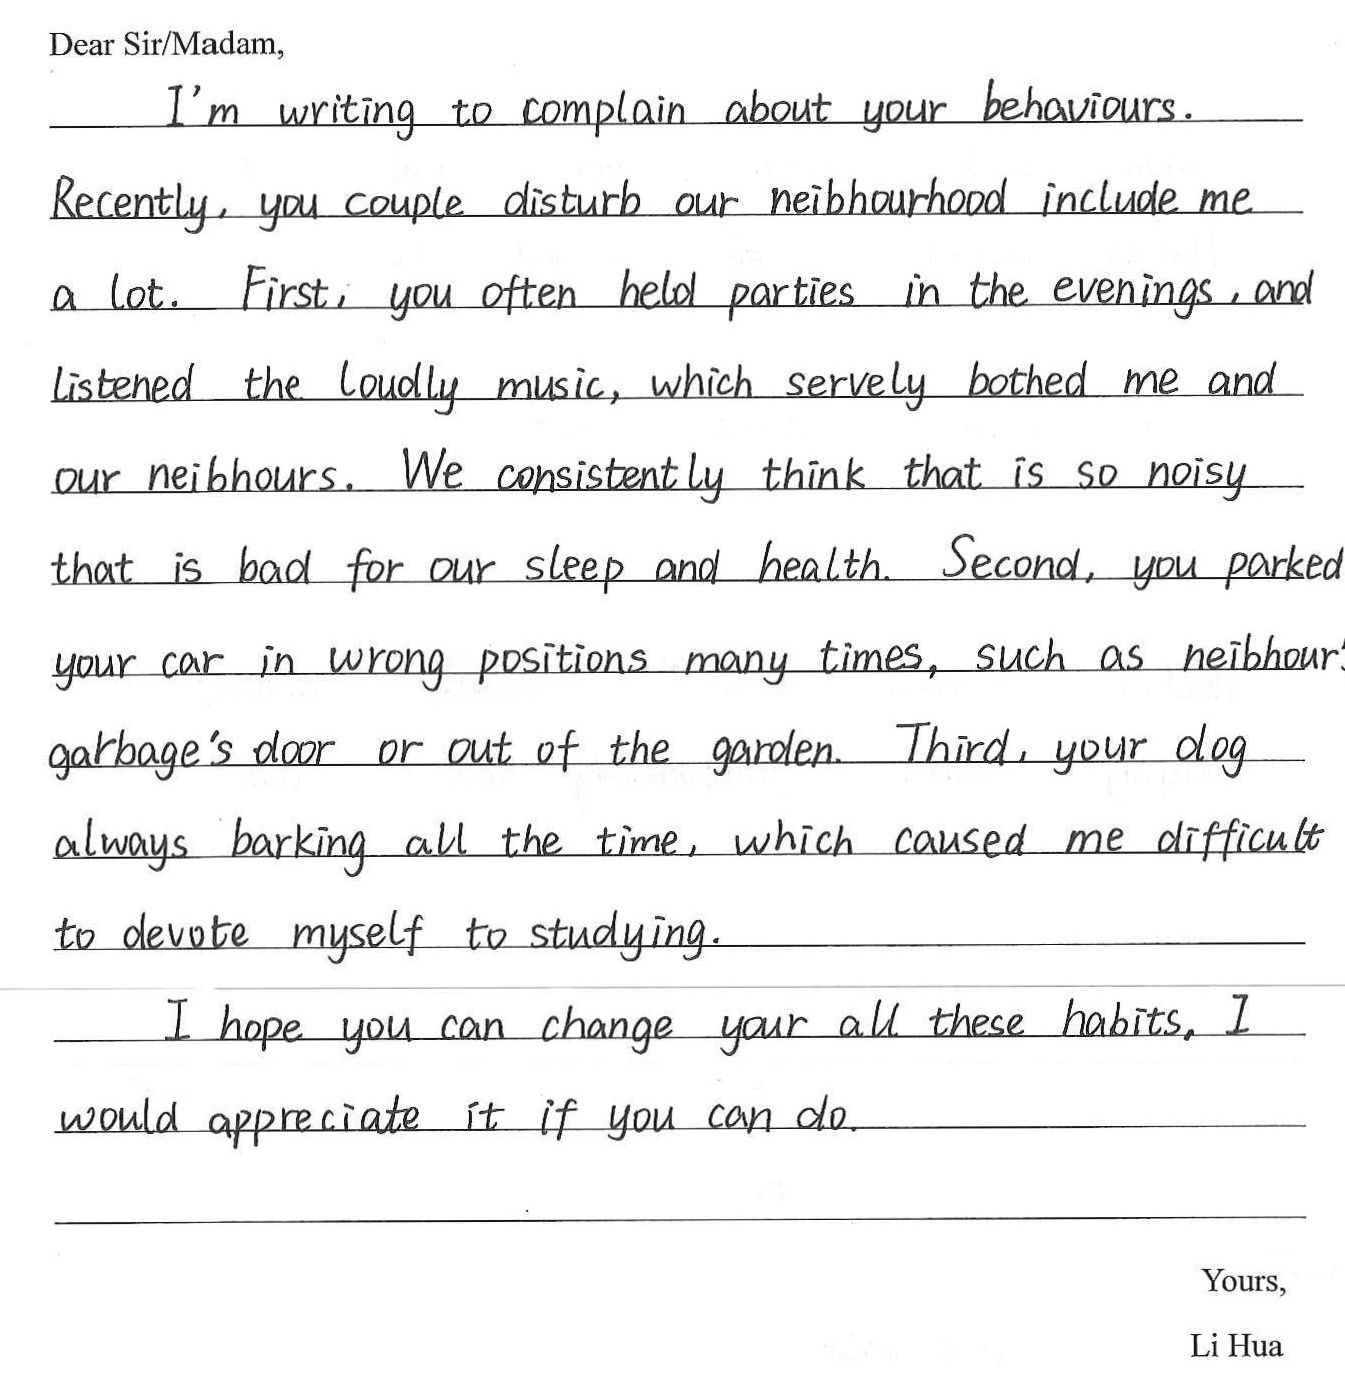 Dear Sir/Madam,
I'm writing to complain about your behaviours.
Recently, you couple disturb our neibhourhood include me
a lot. First, you often held parties in the evenings, and
listened the loudly music, which servely bothed me and
our neibhours. We consistently think that is so noisy
that is bad for our sleep and health. Second, you parked
your car in wrong positions many times, such as neibhour's
garbage's door or out of the garden. Third, your dog
always barking all the time, which caused me difficult
to devote myself to studying.
I hope you can change your all these habits, I
would appreciate it if you can do.
Yours,
Li Hua